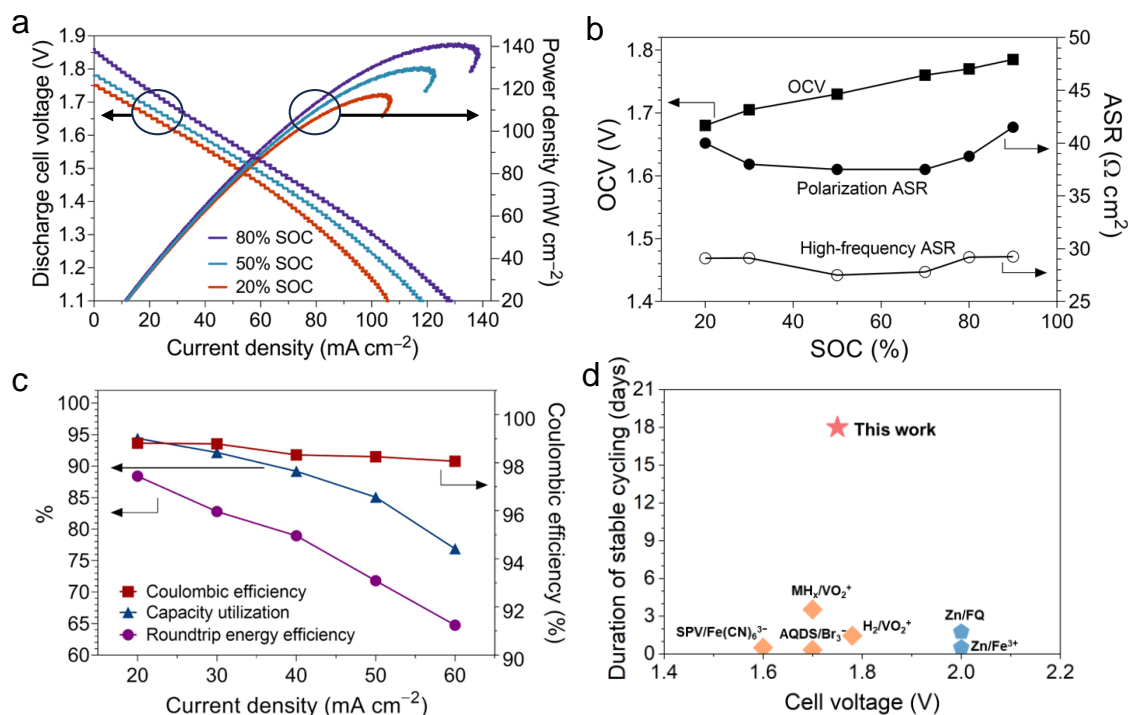 a
Discharge cell voltage (V)
1.9
1.8
1.7
1.6
1.5
1.4
1.3
1.2
1.1
80% SOC
50% SOC
20% SOC
0
20
40
60
80
100
120
140
Current density (mA cm⁻²)
140
120
100
80
60
40
20
Power density (mW cm⁻²)
b
OCV (V)
1.8
1.7
1.6
1.5
1.4
OCV
Polarization ASR
High-frequency ASR
20
40
60
80
100
SOC (%)
50
45
40
35
30
25
ASR (Ω cm²)
c
%
100
95
90
85
80
75
70
65
60
Coulombic efficiency
Capacity utilization
Roundtrip energy efficiency
20
30
40
50
60
Current density (mA cm⁻²)
100
98
96
94
92
90
Coulombic efficiency (%)
d
Duration of stable cycling (days)
21
18
15
12
9
6
3
0
This work
MHₓ/VO₂⁺
SPV/Fe(CN)₆³⁻
AQDS/Br₃⁻
H₂/VO₂⁺
Zn/FQ
Zn/Fe³⁺
1.4
1.6
1.8
2.0
2.2
Cell voltage (V)